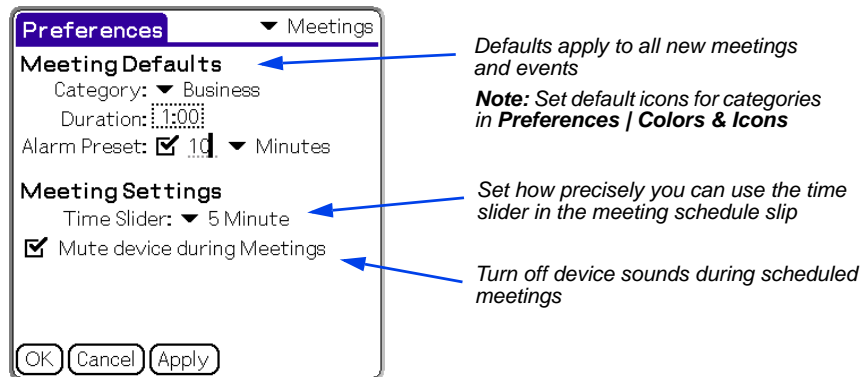 Preferences ▼ Meetings
Meeting Defaults
Category: ▼ Business
Duration: 1:00
Alarm Preset: ☑ 10 ▼ Minutes
Meeting Settings
Time Slider: ▼ 5 Minute
☑ Mute device during Meetings
OK Cancel Apply
Defaults apply to all new meetings
and events
Note: Set default icons for categories
in Preferences | Colors & Icons
Set how precisely you can use the time
slider in the meeting schedule slip
Turn off device sounds during scheduled
meetings